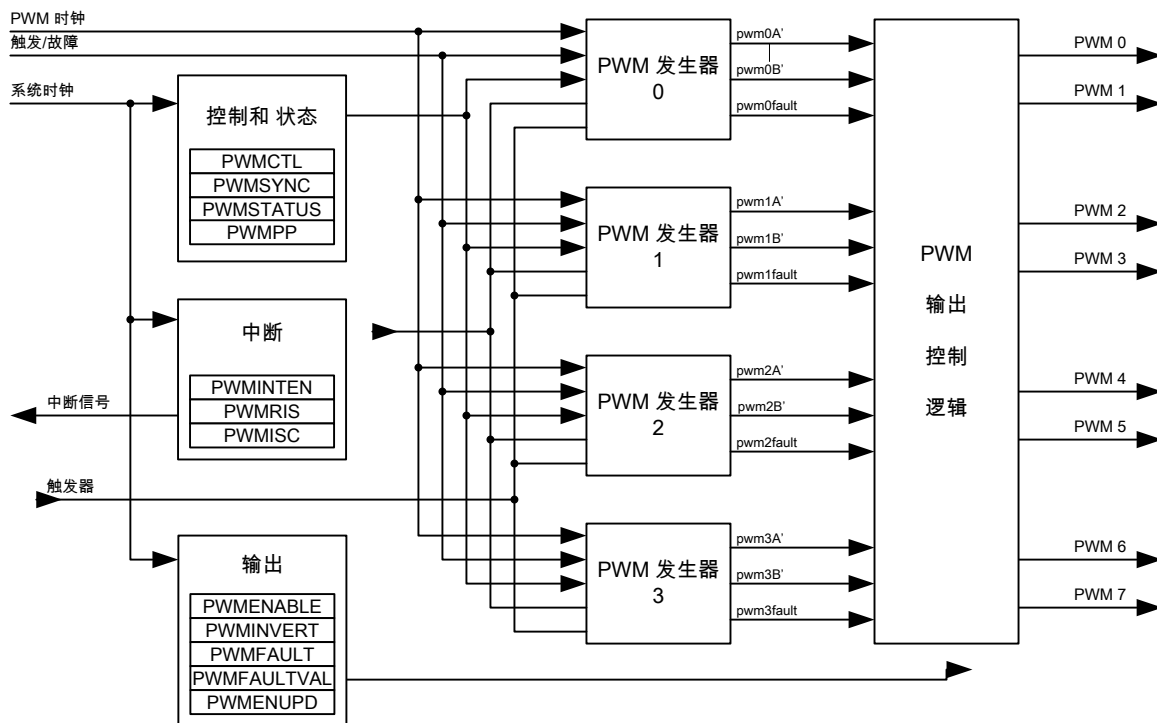 PWM 时钟
触发/故障
系统时钟
控制和 状态
PWMCTL
PWMSYNC
PWMSTATUS
PWMPP
中断
PWMINTEN
PWMRIS
PWMISC
中断信号
触发器
输出
PWMENABLE
PWMINVERT
PWMFAULT
PWMFAULTVAL
PWMENUPD
PWM 发生器
0
pwm0A'
pwm0B'
pwm0fault
PWM 发生器
1
pwm1A'
pwm1B'
pwm1fault
PWM 发生器
2
pwm2A'
pwm2B'
pwm2fault
PWM 发生器
3
pwm3A'
pwm3B'
pwm3fault
PWM
输出
控制
逻辑
PWM 0
PWM 1
PWM 2
PWM 3
PWM 4
PWM 5
PWM 6
PWM 7